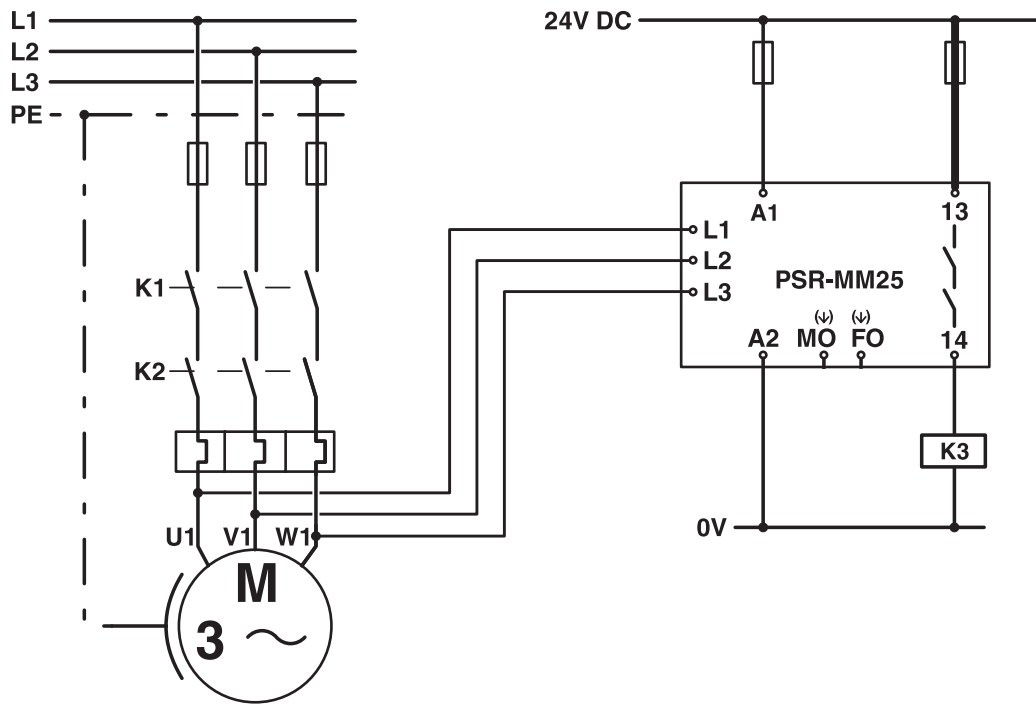 L1
L2
L3
PE
K1
K2
U1 V1 W1
M
3 ~
24V DC
A1 13
L1
L2
L3
PSR-MM25
(↓) (↓)
A2 MO FO 14
K3
0V